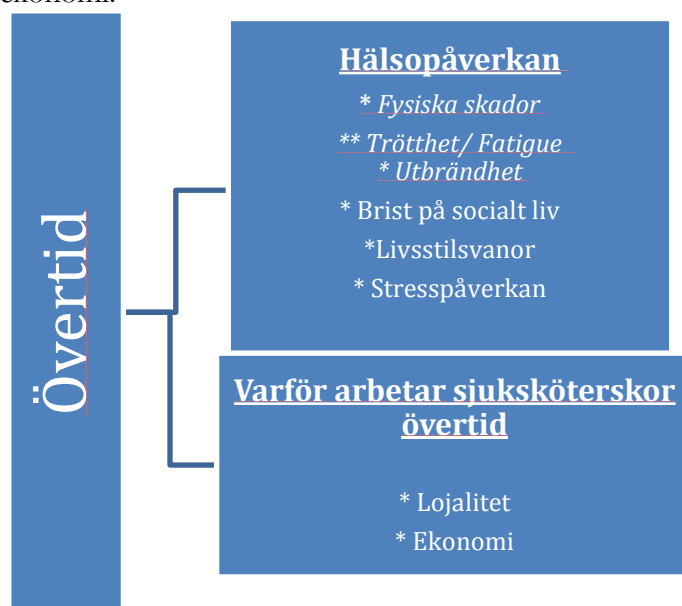 ekonomi.
Övertid
Hälsopåverkan
* Fysiska skador
** Trötthet/ Fatigue
* Utbrändhet
* Brist på socialt liv
*Livsstilsvanor
* Stresspåverkan
Varför arbetar sjuksköterskor
övertid
* Lojalitet
* Ekonomi